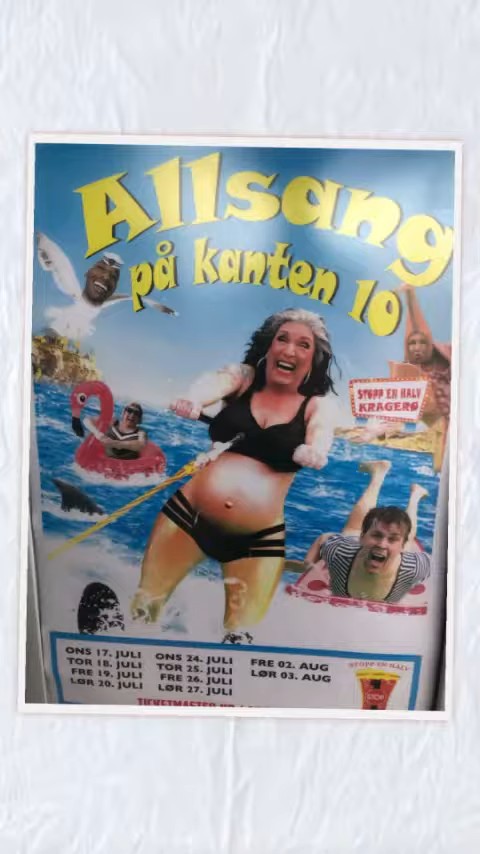 Allsang
på kanten 10
STOPP EN HALV
KRAGERØ
ONS 17. JULI
TOR 18. JULI
FRE 19. JULI
LØR 20. JULI
ONS 24. JULI
TOR 25. JULI
FRE 26. JULI
LØR 27. JULI
FRE 02. AUG
LØR 03. AUG
STOPP EN HALV
STOP